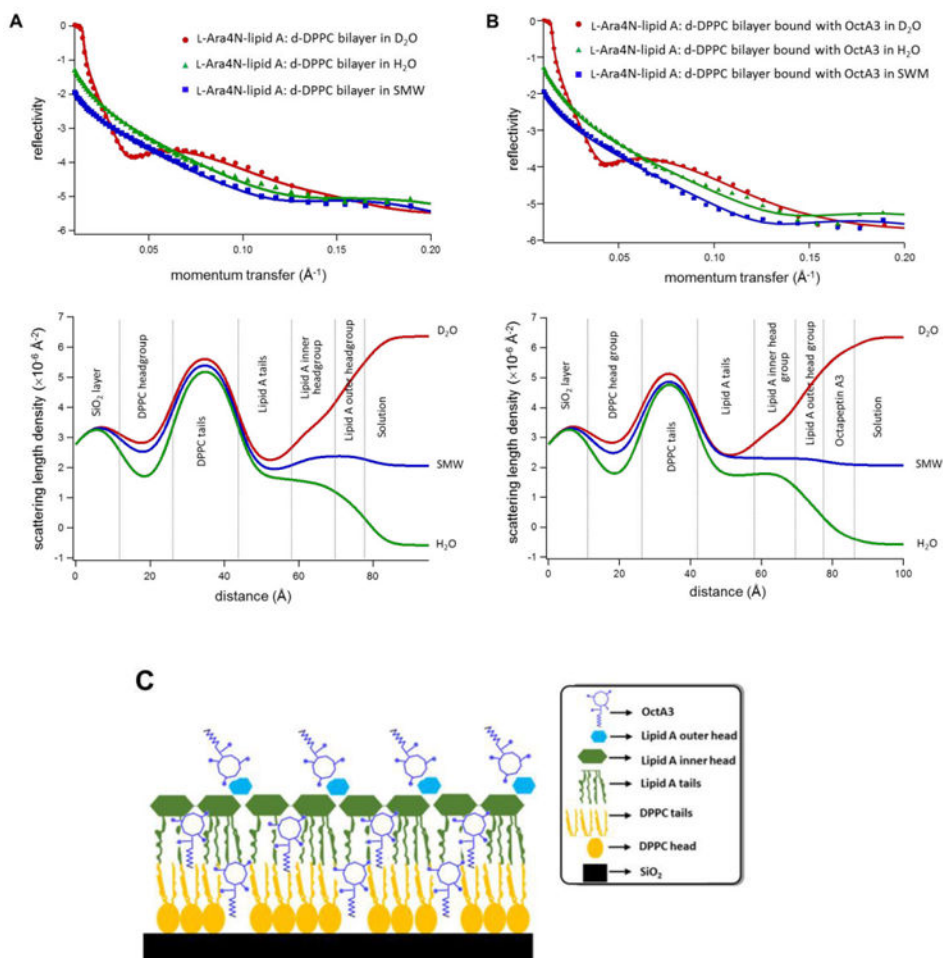 A
L-Ara4N-lipid A: d-DPPC bilayer in D₂O
L-Ara4N-lipid A: d-DPPC bilayer in H₂O
L-Ara4N-lipid A: d-DPPC bilayer in SMW
reflectivity
0
-1
-2
-3
-4
-5
-6
0.05
0.10
0.15
0.20
momentum transfer (Å⁻¹)
B
L-Ara4N-lipid A: d-DPPC bilayer bound with OctA3 in D₂O
L-Ara4N-lipid A: d-DPPC bilayer bound with OctA3 in H₂O
L-Ara4N-lipid A: d-DPPC bilayer bound with OctA3 in SWM
reflectivity
0
-1
-2
-3
-4
-5
-6
0.05
0.10
0.15
0.20
momentum transfer (Å⁻¹)
scattering length density (×10⁻⁶ Å⁻²)
7
6
5
4
3
2
1
0
-1
SiO₂ layer
DPPC headgroup
DPPC tails
Lipid A tails
Lipid A inner
headgroup
Lipid A outer headgroup
Solution
D₂O
SMW
H₂O
0
20
40
60
80
distance (Å)
scattering length density (×10⁻⁶ Å⁻²)
7
6
5
4
3
2
1
0
-1
SiO₂ layer
DPPC head group
DPPC tails
Lipid A tails
Lipid A inner head
group
Lipid A outer head group
Octapeptin A3
Solution
D₂O
SMW
H₂O
0
20
40
60
80
100
distance (Å)
C
OctA3
Lipid A outer head
Lipid A inner head
Lipid A tails
DPPC tails
DPPC head
SiO₂